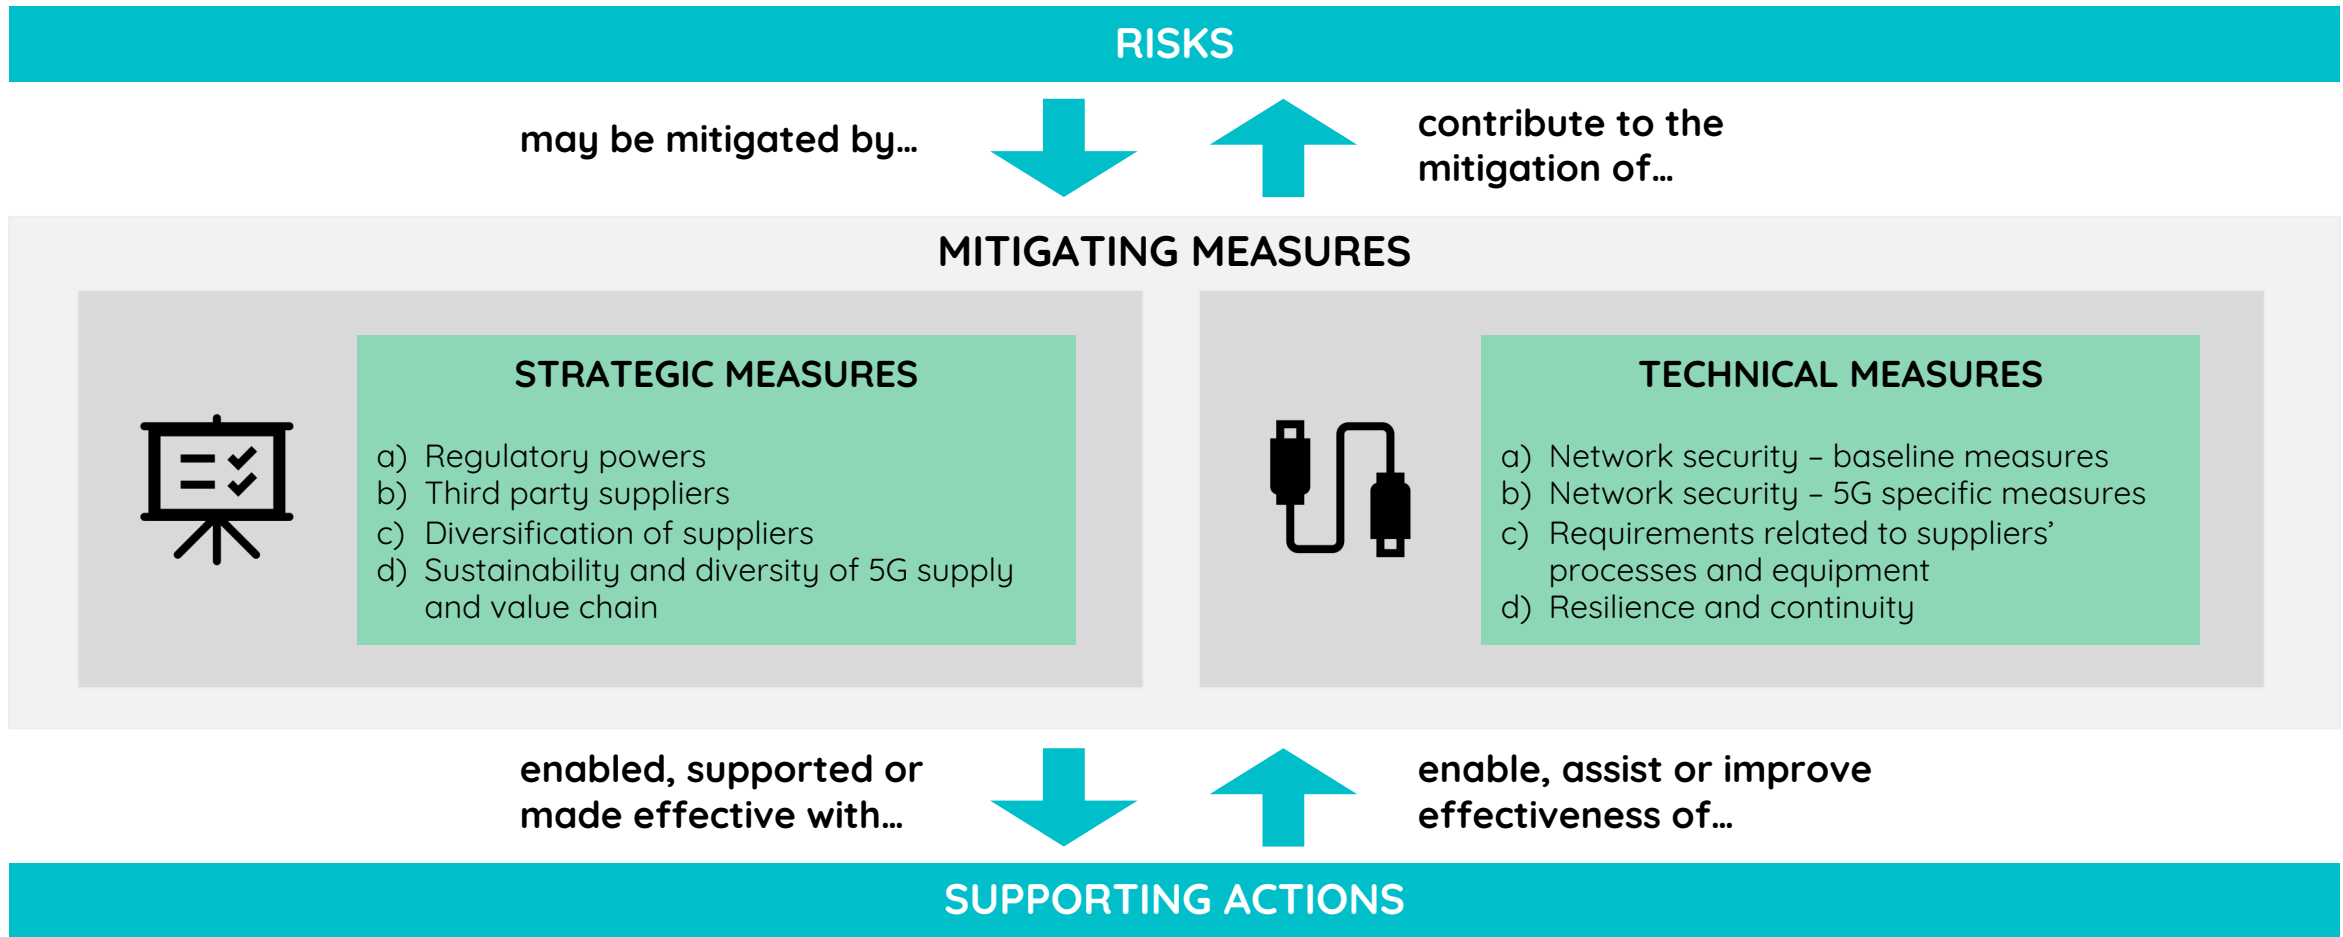 RISKS
may be mitigated by…
contribute to the
mitigation of…
MITIGATING MEASURES
STRATEGIC MEASURES
a) Regulatory powers
b) Third party suppliers
c) Diversification of suppliers
d) Sustainability and diversity of 5G supply
and value chain
TECHNICAL MEASURES
a) Network security – baseline measures
b) Network security – 5G specific measures
c) Requirements related to suppliers’
processes and equipment
d) Resilience and continuity
enabled, supported or
made effective with…
enable, assist or improve
effectiveness of…
SUPPORTING ACTIONS